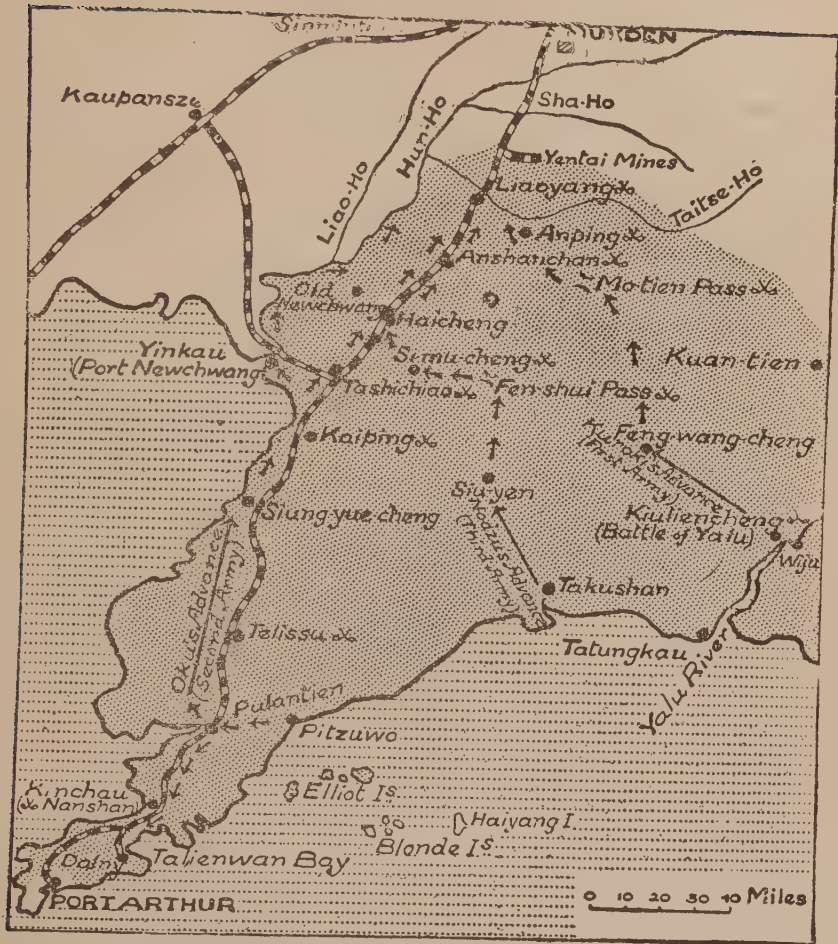 Sinmintin
MUKDEN
Kaupansze
Sha-Ho
Hun-Ho
Liao-Ho
Yentai Mines
Liaoyang
Taitse-Ho
Anping
Anshanchan
Old
Newchwang
Motien Pass
Haicheng
Yinkau
(Port Newchwang)
Simucheng
Kuan-tien
Tashichiao
Fen-shui Pass
Kaiping
Feng-wang-cheng
Kuroki's Advance
(First Army)
Siu-yen
Siung-yue-cheng
Kiuliencheng
(Battle of Yalu)
Wiju
Nodzu's Advance
(Third Army)
Oku's Advance
(Second Army)
Takushan
Telissu
Tatungkau
Yalu River
Pulantien
Pitzuwo
Kinchau
(Nanshan)
Elliot Is
Haiyang I.
Blonde Is
Dalny
Talienwan Bay
PORT ARTHUR
0 10 20 30 40 Miles